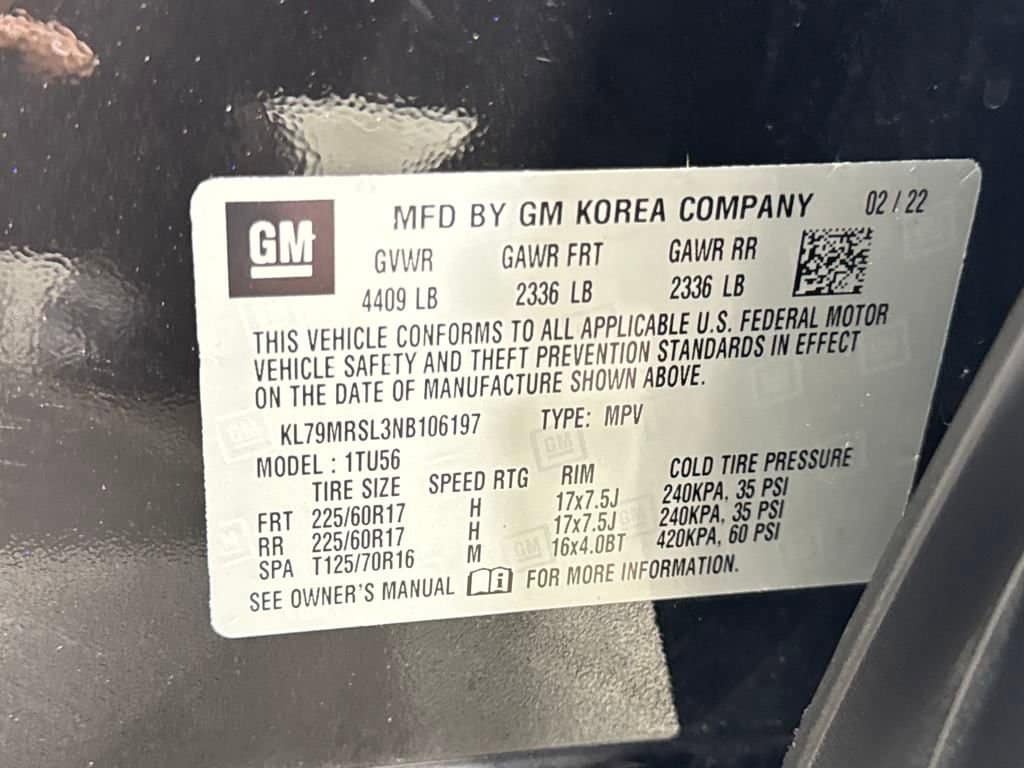 GM
MFD BY GM KOREA COMPANY 02 / 22
GVWR GAWR FRT GAWR RR
4409 LB 2336 LB 2336 LB
THIS VEHICLE CONFORMS TO ALL APPLICABLE U.S. FEDERAL MOTOR
VEHICLE SAFETY AND THEFT PREVENTION STANDARDS IN EFFECT
ON THE DATE OF MANUFACTURE SHOWN ABOVE.
KL79MRSL3NB106197 TYPE: MPV
MODEL : 1TU56
TIRE SIZE SPEED RTG RIM COLD TIRE PRESSURE
FRT 225/60R17 H 17x7.5J 240KPA, 35 PSI
RR 225/60R17 H 17x7.5J 240KPA, 35 PSI
SPA T125/70R16 M 16x4.0BT 420KPA, 60 PSI
SEE OWNER'S MANUAL i FOR MORE INFORMATION.